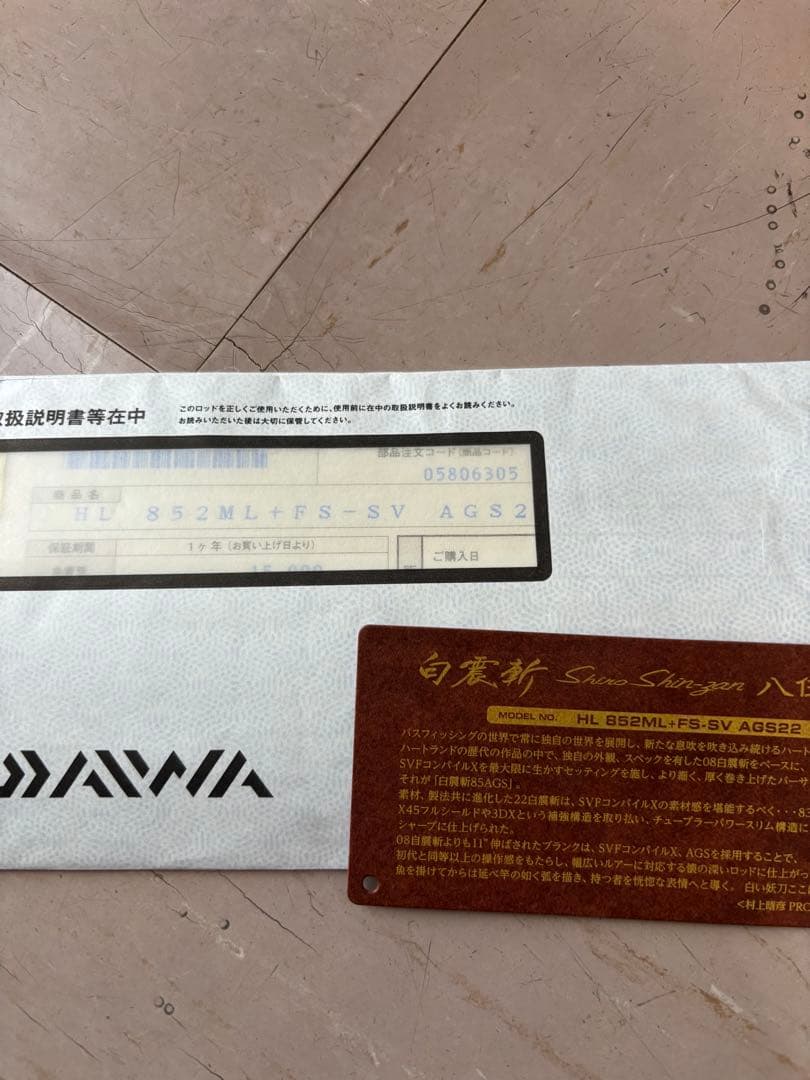 取扱説明書等在中
このロッドを正しくご使用いただくために、使用前に在中の取扱説明書をよくお読みください。
お読みいただいた後は大切に保管してください。
部品注文コード(商品コード)
05806305
商品名
HL 852ML+FS-SV AGS2
保証期間
1ヶ年(お買い上げ日より)
ご購入日
15,000
DAIWA
白震斬 Shiro Shin-zan 八
MODEL NO. HL 852ML+FS-SV AGS22
バスフィッシングの世界で常に独自の世界を展開し、新たな息吹を吹き込み続けるハート
ハートランドの歴代の作品の中で、独自の外観、スペックを有した08白震斬をベースに、
SVFコンパイルXを最大限に生かすセッティングを施し、より細く、厚く巻き上げたパーサ
それが「白震斬85AGS」。
素材、製法共に進化した22白震斬は、SVFコンパイルXの素材感を堪能するべく・・・83
X45フルシールドや3DXという補強構造を取り払い、チューブラーパワースリム構造に
シャープに仕上げられた。
08白震斬よりも11"伸ばされたブランクは、SVFコンパイルX、AGSを採用することで、
初代と同等以上の操作感をもたらし、幅広いルアーに対応する懐の深いロッドに仕上がっ
魚を掛けてからは延べ竿の如く弧を描き、持つ者を恍惚な表情へと導く。 白い妖刀ここに
<村上晴彦 PRO